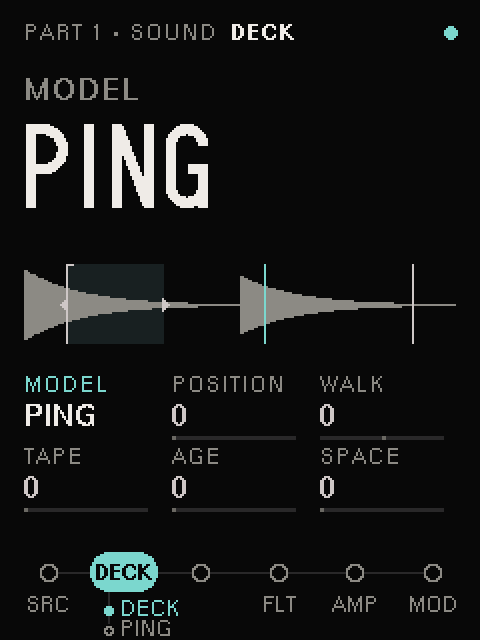 PART 1 · SOUND DECK
MODEL
PING
MODEL POSITION WALK
PING 0 0
TAPE AGE SPACE
0 0 0
DECK
SRC FLT AMP MOD
DECK
PING